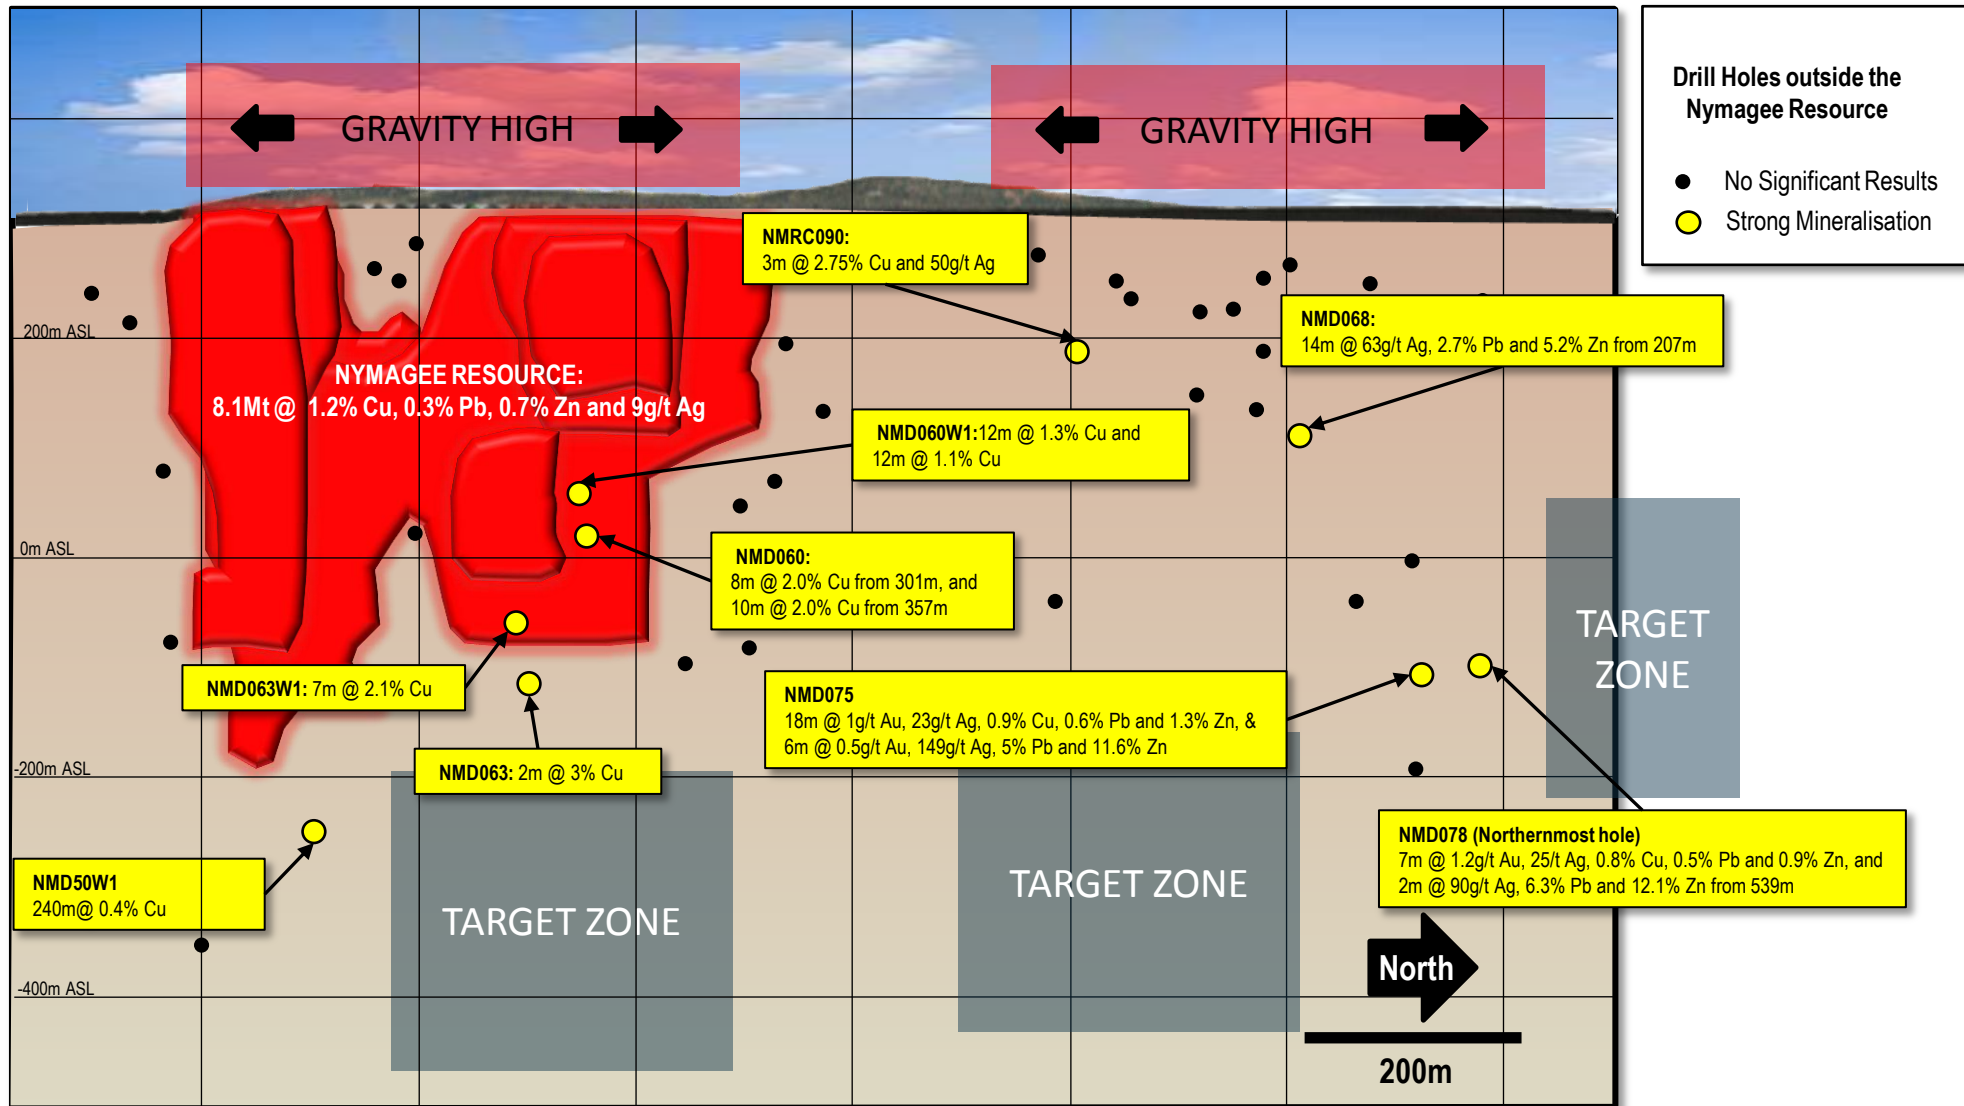 GRAVITY HIGH
GRAVITY HIGH
Drill Holes outside the
Nymagee Resource
No Significant Results
Strong Mineralisation
NMRC090:
3m @ 2.75% Cu and 50g/t Ag
NMD068:
14m @ 63g/t Ag, 2.7% Pb and 5.2% Zn from 207m
200m ASL
NYMAGEE RESOURCE:
8.1Mt @ 1.2% Cu, 0.3% Pb, 0.7% Zn and 9g/t Ag
NMD060W1:12m @ 1.3% Cu and
12m @ 1.1% Cu
0m ASL
NMD060:
8m @ 2.0% Cu from 301m, and
10m @ 2.0% Cu from 357m
TARGET
ZONE
NMD063W1: 7m @ 2.1% Cu
NMD075
18m @ 1g/t Au, 23g/t Ag, 0.9% Cu, 0.6% Pb and 1.3% Zn, &
6m @ 0.5g/t Au, 149g/t Ag, 5% Pb and 11.6% Zn
-200m ASL
NMD063: 2m @ 3% Cu
NMD078 (Northernmost hole)
7m @ 1.2g/t Au, 25/t Ag, 0.8% Cu, 0.5% Pb and 0.9% Zn, and
2m @ 90g/t Ag, 6.3% Pb and 12.1% Zn from 539m
NMD50W1
240m@ 0.4% Cu
TARGET ZONE
TARGET ZONE
North
-400m ASL
200m